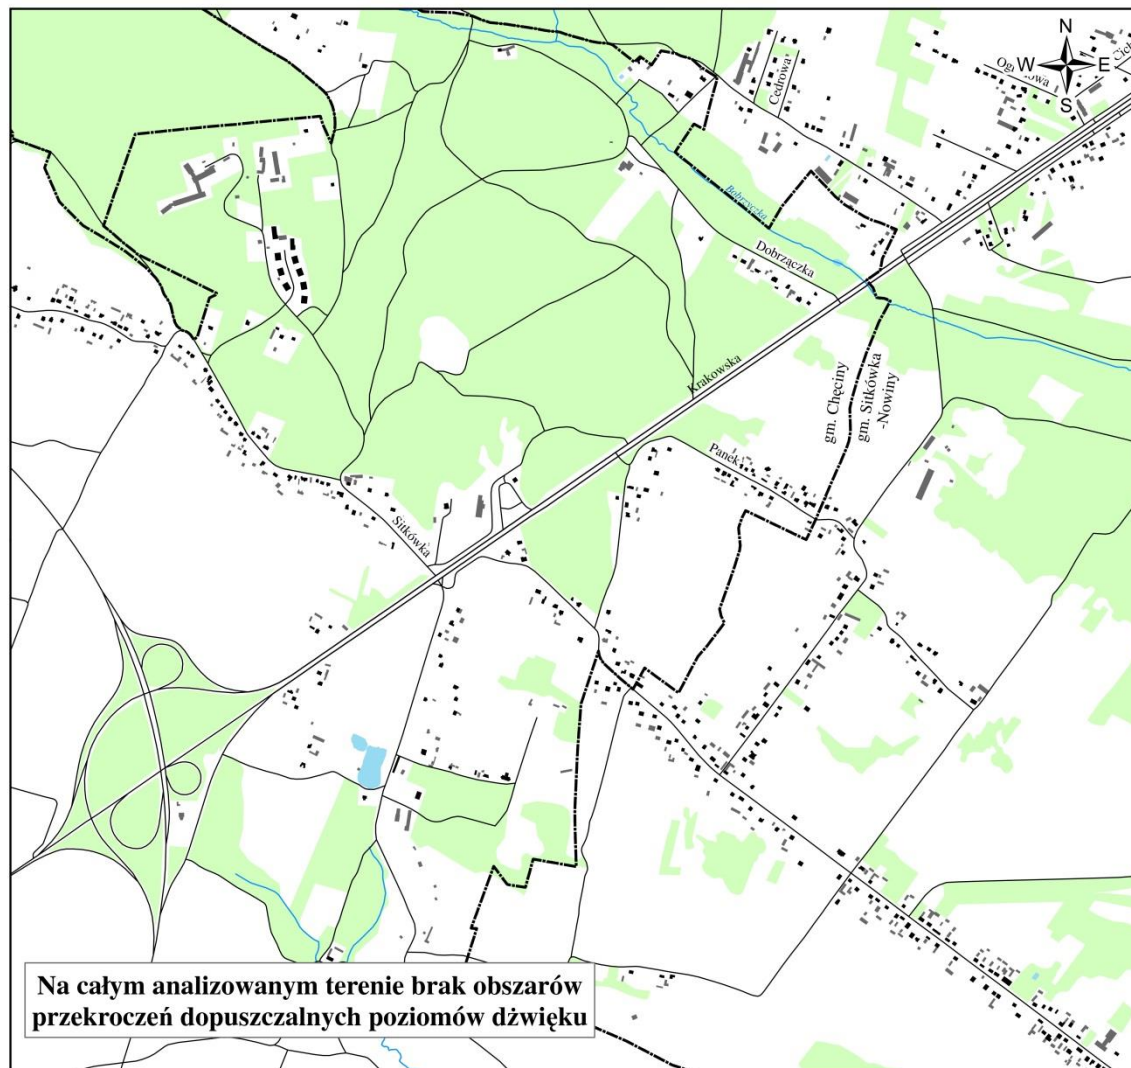 N
W
E
S
Cedrowa
Bobrzyczka
Dobrzączka
Krakowska
gm. Chęciny
gm. Sitkówka
-Nowiny
Panek
Sitkówka
Na całym analizowanym terenie brak obszarów
przekroczeń dopuszczalnych poziomów dźwięku